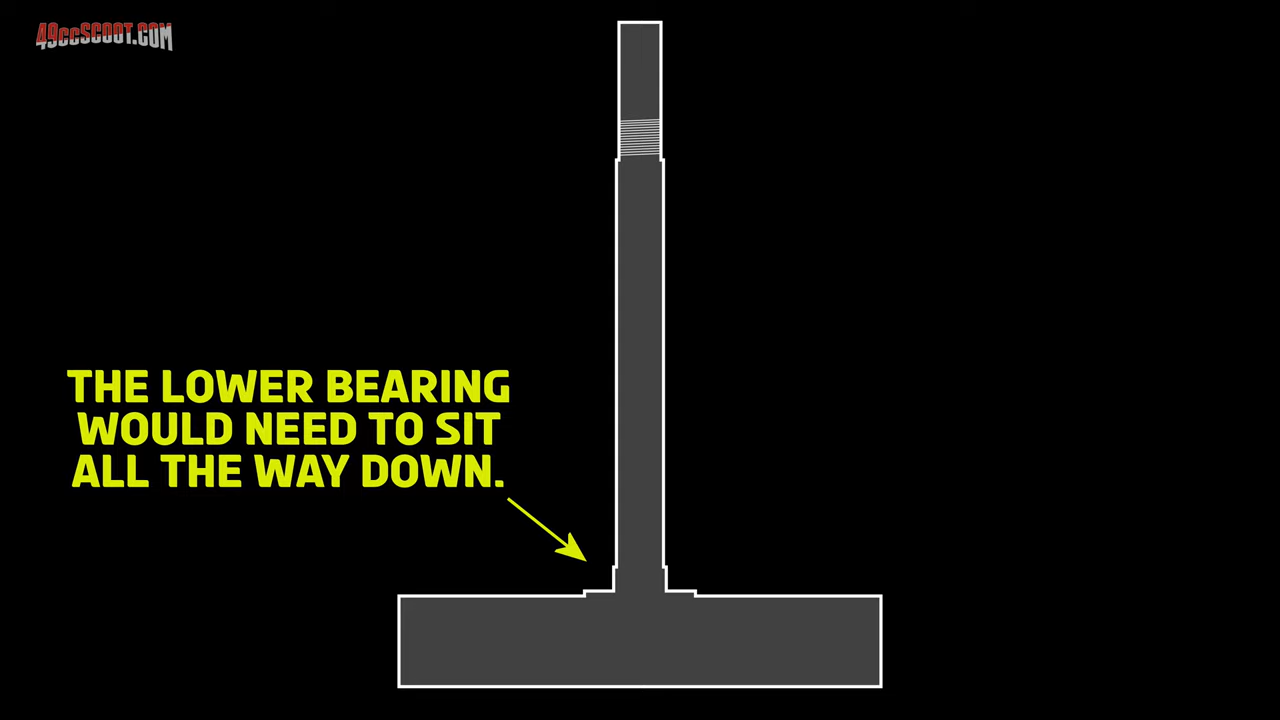 49ccSCOOT.COM
THE LOWER BEARING
WOULD NEED TO SIT
ALL THE WAY DOWN.